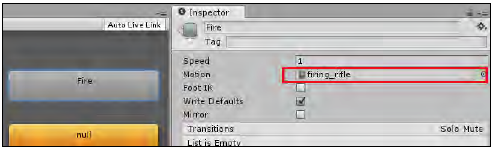 Auto Live Link
Fire
null
Inspector
Fire
Tag
Speed 1
Motion firing_rifle
Foot IK
Write Defaults
Mirror
Transitions Solo Mute
List is Empty